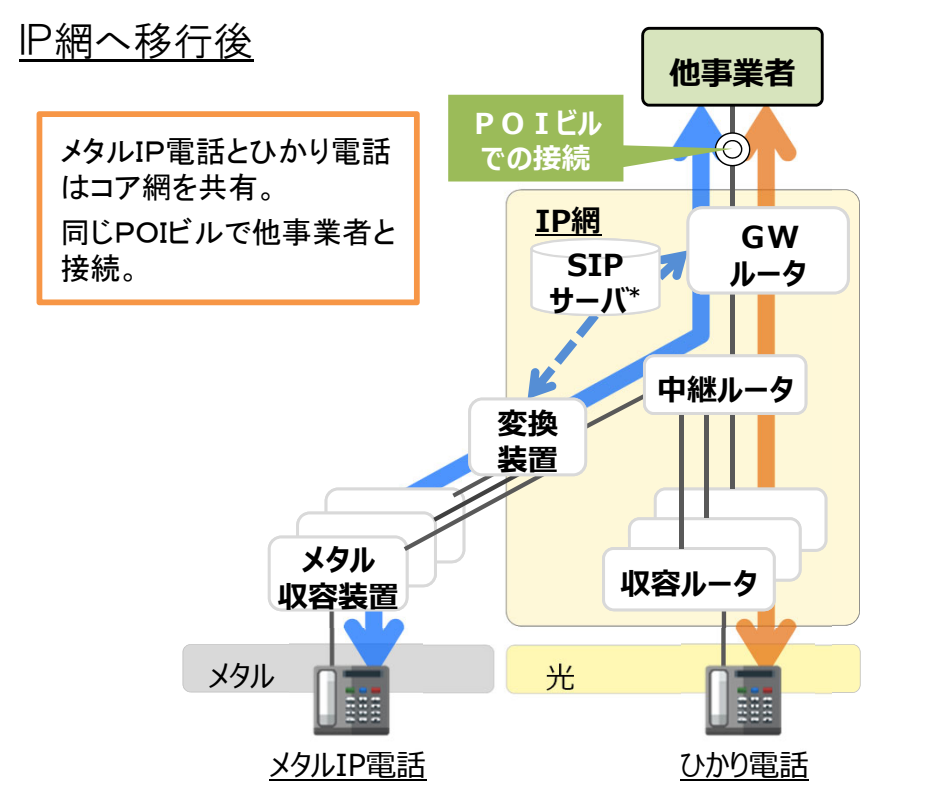 IP網へ移行後
他事業者
メタルIP電話とひかり電話
はコア網を共有。
同じPOIビルで他事業者と
接続。
ＰＯＩビル
での接続
IP網
SIP
サーバ*
ＧＷ
ルータ
中継ルータ
変換
装置
メタル
収容装置
収容ルータ
メタル
光
メタルIP電話
ひかり電話